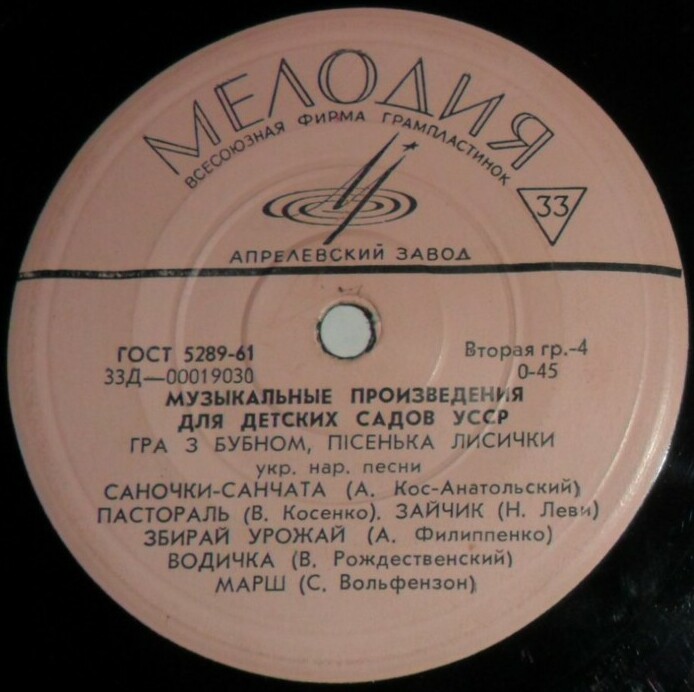 МЕЛОДИЯ
ВСЕСОЮЗНАЯ ФИРМА ГРАМПЛАСТИНОК
33
АПРЕЛЕВСКИЙ ЗАВОД
ГОСТ 5289-61 Вторая гр.-4
33Д—00019030 0-45
МУЗЫКАЛЬНЫЕ ПРОИЗВЕДЕНИЯ
ДЛЯ ДЕТСКИХ САДОВ УССР
ГРА З БУБНОМ, ПІСЕНЬКА ЛИСИЧКИ
укр. нар. песни
САНОЧКИ-САНЧАТА (А. Кос-Анатольский)
ПАСТОРАЛЬ (В. Косенко). ЗАЙЧИК (Н. Леви)
ЗБИРАЙ УРОЖАЙ (А. Филиппенко)
ВОДИЧКА (В. Рождественский)
МАРШ (С. Вольфензон)